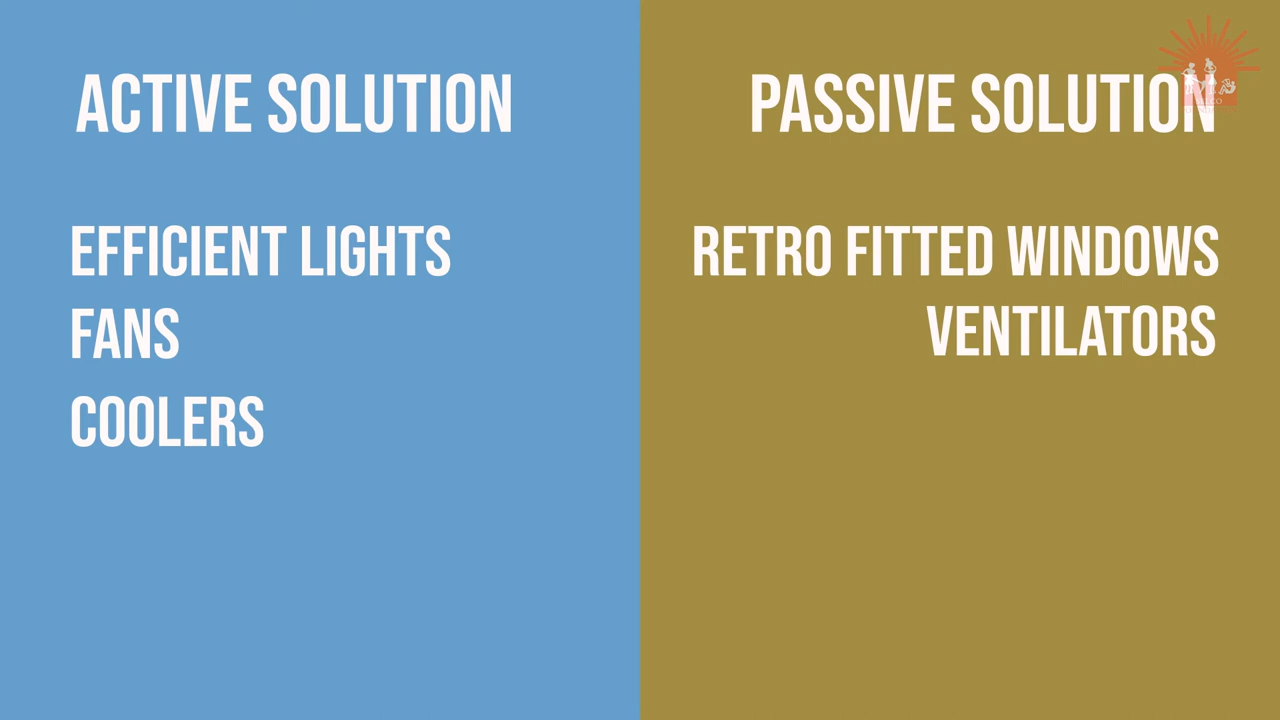 ACTIVE SOLUTION
EFFICIENT LIGHTS
FANS
COOLERS
PASSIVE SOLUTION
RETRO FITTED WINDOWS
VENTILATORS